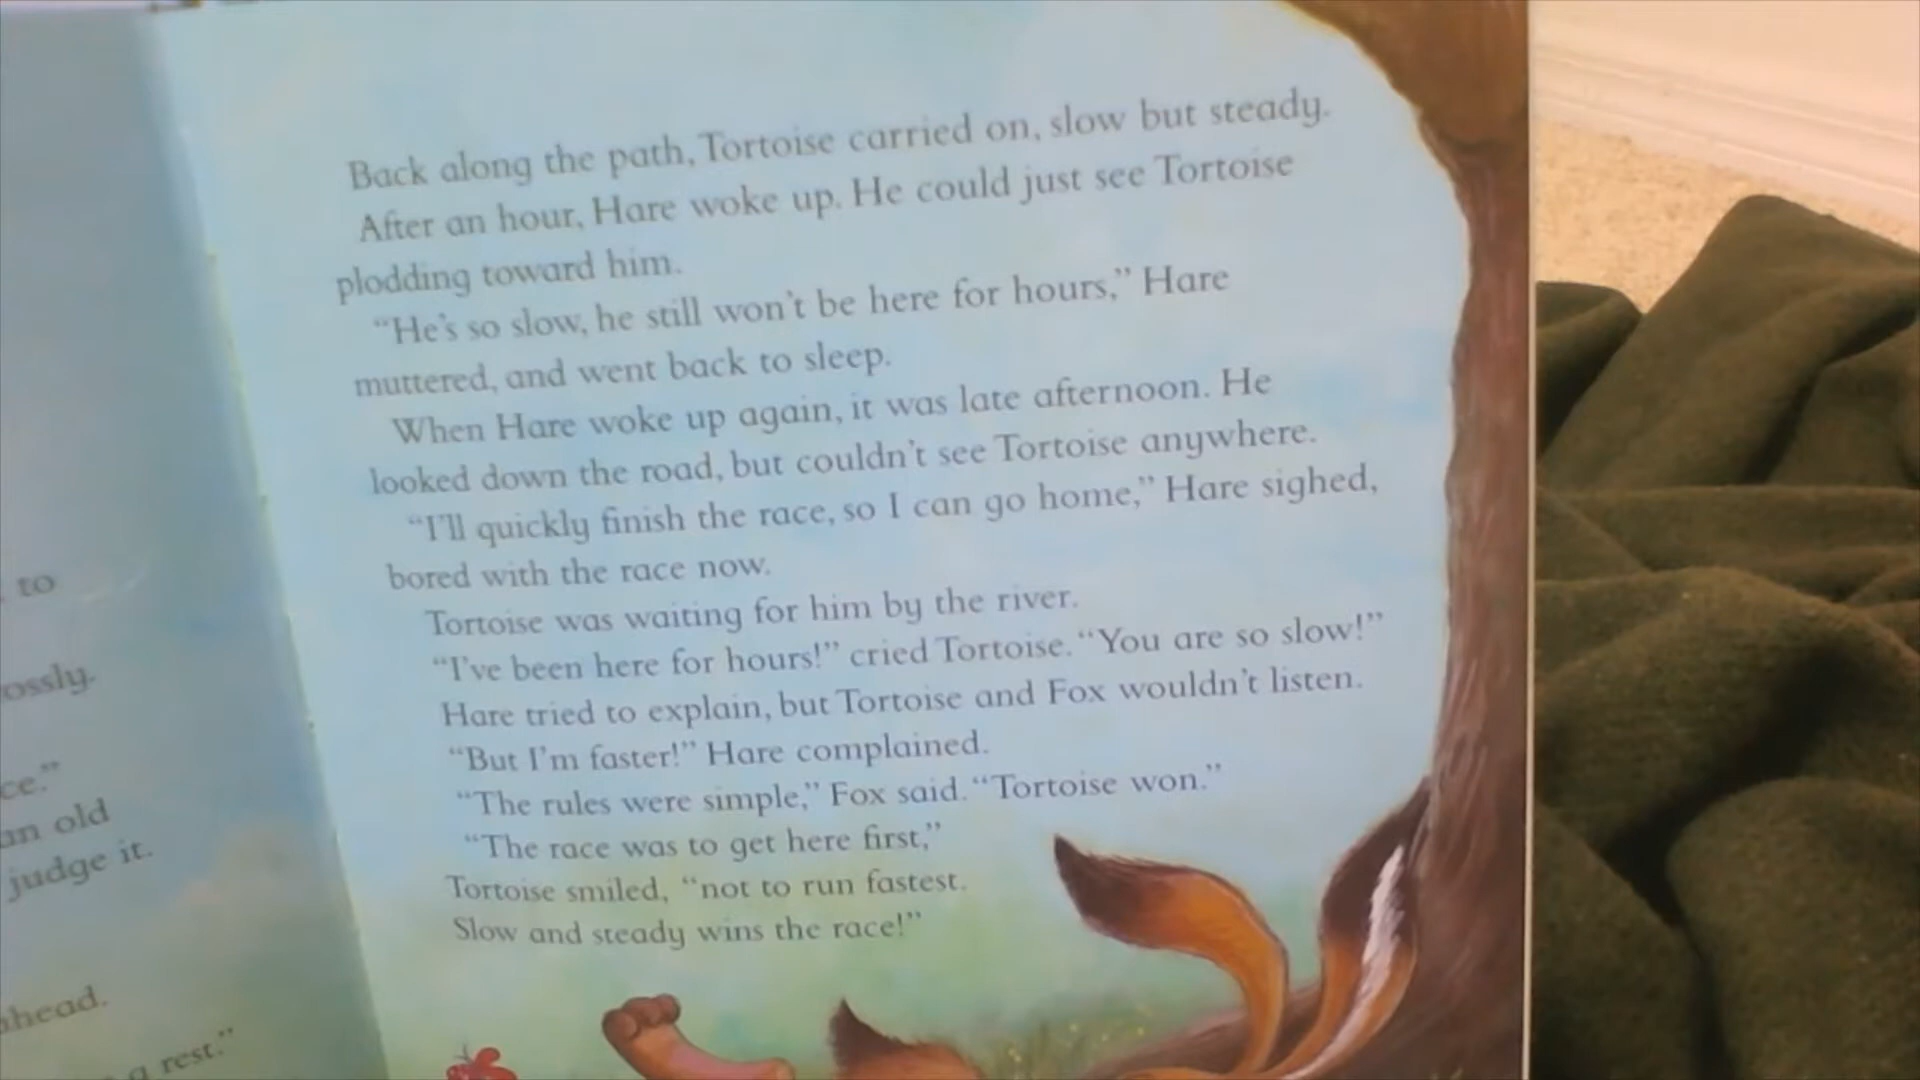 to
ossly.
ce."
an old
judge it.
ahead.
a rest."
Back along the path, Tortoise carried on, slow but steady.
After an hour, Hare woke up. He could just see Tortoise
plodding toward him.
"He's so slow, he still won't be here for hours," Hare
muttered, and went back to sleep.
When Hare woke up again, it was late afternoon. He
looked down the road, but couldn't see Tortoise anywhere.
"I'll quickly finish the race, so I can go home," Hare sighed,
bored with the race now.
Tortoise was waiting for him by the river.
"I've been here for hours!" cried Tortoise. "You are so slow!"
Hare tried to explain, but Tortoise and Fox wouldn't listen.
"But I'm faster!" Hare complained.
"The rules were simple," Fox said. "Tortoise won."
"The race was to get here first,"
Tortoise smiled, "not to run fastest.
Slow and steady wins the race!"